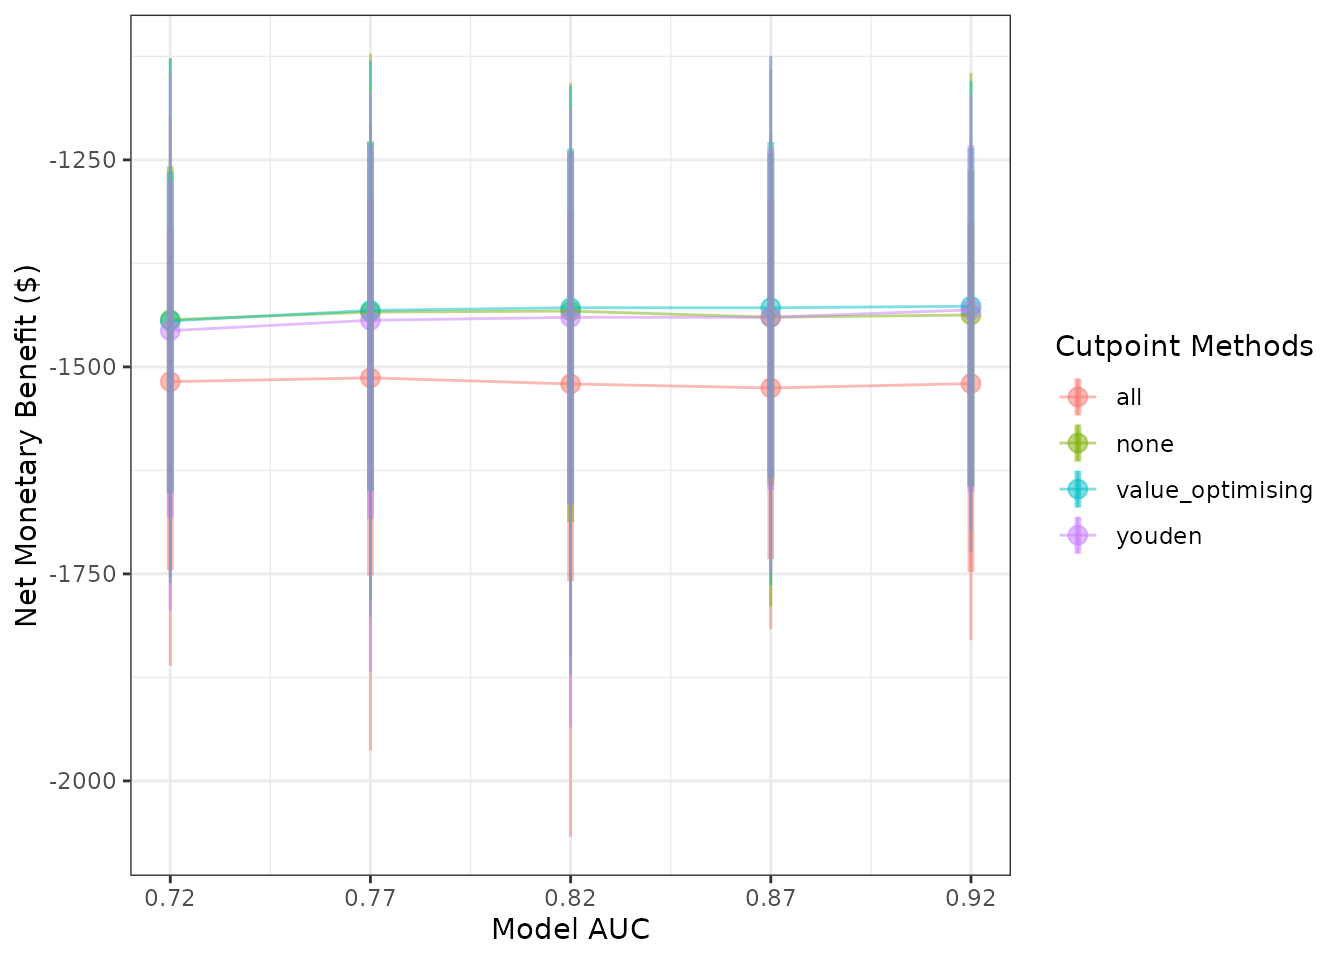 -1250
-1500
-1750
-2000
Net Monetary Benefit ($)
0.72 0.77 0.82 0.87 0.92
Model AUC
Cutpoint Methods
all
none
value_optimising
youden